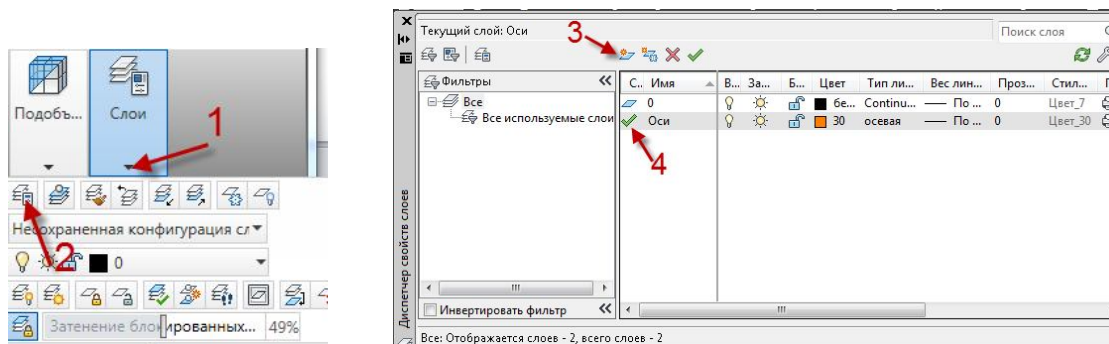 Подобъ...
Слои
1
Несохраненная конфигурация сл
2
0
Затенение бло ированных... 49%
Текущий слой: Оси
3
Поиск слоя
Фильтры
Все
Все используемые слои
С.. Имя В... За... Б... Цвет Тип ли... Вес лин... Проз... Стил...
0 бе... Continu... По ... 0 Цвет_7
Оси 30 осевая По ... 0 Цвет_30
4
Инвертировать фильтр
Диспетчер свойств слоев
Все: Отображается слоев - 2, всего слоев - 2